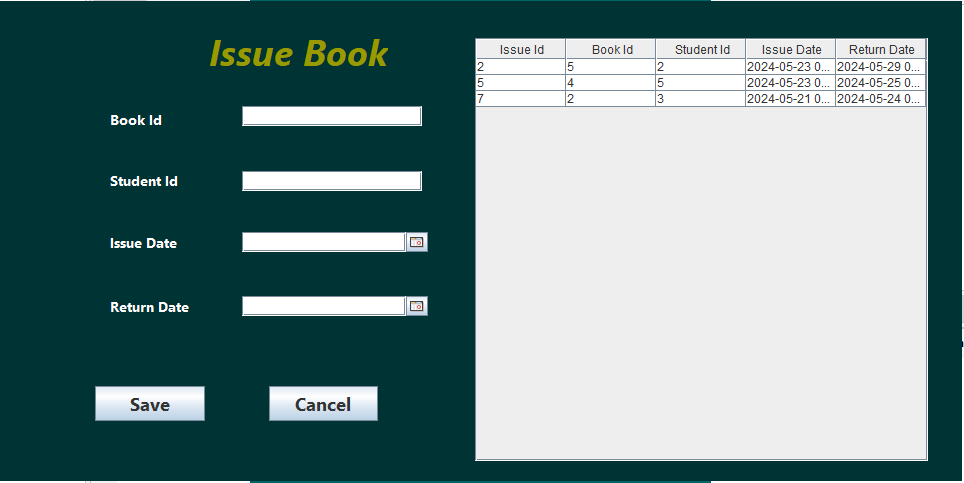 Issue Book
Book Id
Student Id
Issue Date
Return Date
Save Cancel
Issue Id Book Id Student Id Issue Date Return Date
2 5 2 2024-05-23 0... 2024-05-29 0...
5 4 5 2024-05-23 0... 2024-05-25 0...
7 2 3 2024-05-21 0... 2024-05-24 0...